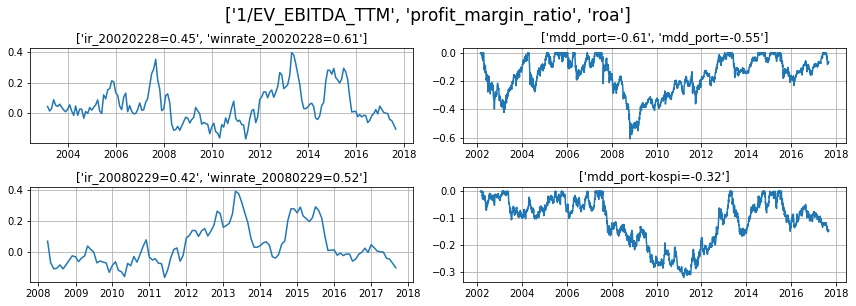 ['1/EV_EBITDA_TTM', 'profit_margin_ratio', 'roa']
['ir_20020228=0.45', 'winrate_20020228=0.61']
0.4
0.2
0.0
2004 2006 2008 2010 2012 2014 2016 2018
['mdd_port=-0.61', 'mdd_port=-0.55']
0.0
−0.2
−0.4
−0.6
2002 2004 2006 2008 2010 2012 2014 2016 2018
['ir_20080229=0.42', 'winrate_20080229=0.52']
0.4
0.2
0.0
2008 2009 2010 2011 2012 2013 2014 2015 2016 2017 2018
['mdd_port-kospi=-0.32']
0.0
−0.1
−0.2
−0.3
2002 2004 2006 2008 2010 2012 2014 2016 2018